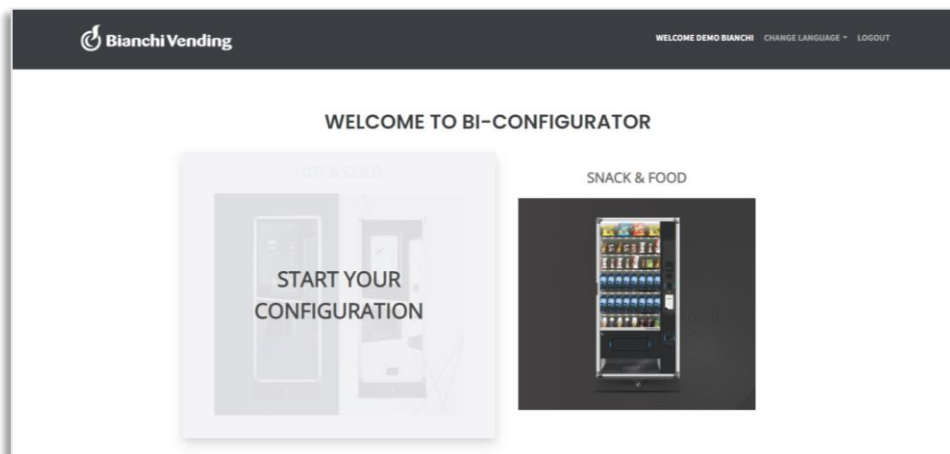 Bianchi Vending
WELCOME DEMO BIANCHI CHANGE LANGUAGE LOGOUT
WELCOME TO BI-CONFIGURATOR
HOT & COLD
SNACK & FOOD
START YOUR
CONFIGURATION